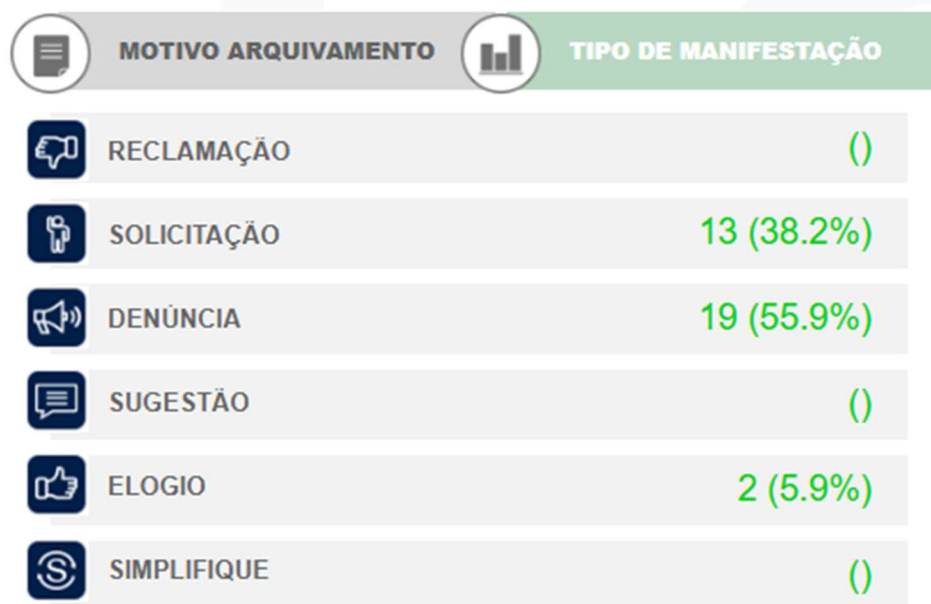 MOTIVO ARQUIVAMENTO TIPO DE MANIFESTAÇÃO
RECLAMAÇÃO ()
SOLICITAÇÃO 13 (38.2%)
DENÚNCIA 19 (55.9%)
SUGESTÃO ()
ELOGIO 2 (5.9%)
SIMPLIFIQUE ()